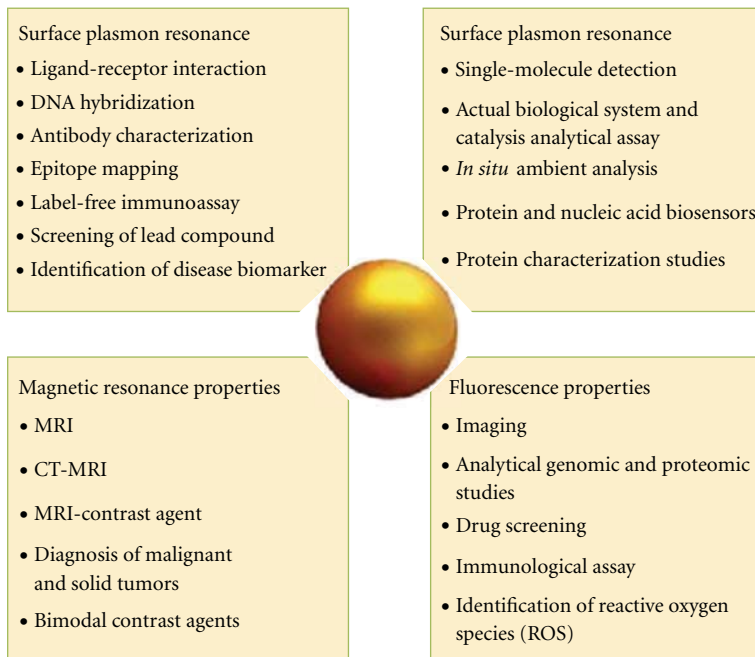 Surface plasmon resonance
• Ligand-receptor interaction
• DNA hybridization
• Antibody characterization
• Epitope mapping
• Label-free immunoassay
• Screening of lead compound
• Identification of disease biomarker
Surface plasmon resonance
• Single-molecule detection
• Actual biological system and
catalysis analytical assay
• In situ ambient analysis
• Protein and nucleic acid biosensors
• Protein characterization studies
Magnetic resonance properties
• MRI
• CT-MRI
• MRI-contrast agent
• Diagnosis of malignant
and solid tumors
• Bimodal contrast agents
Fluorescence properties
• Imaging
• Analytical genomic and proteomic
studies
• Drug screening
• Immunological assay
• Identification of reactive oxygen
species (ROS)